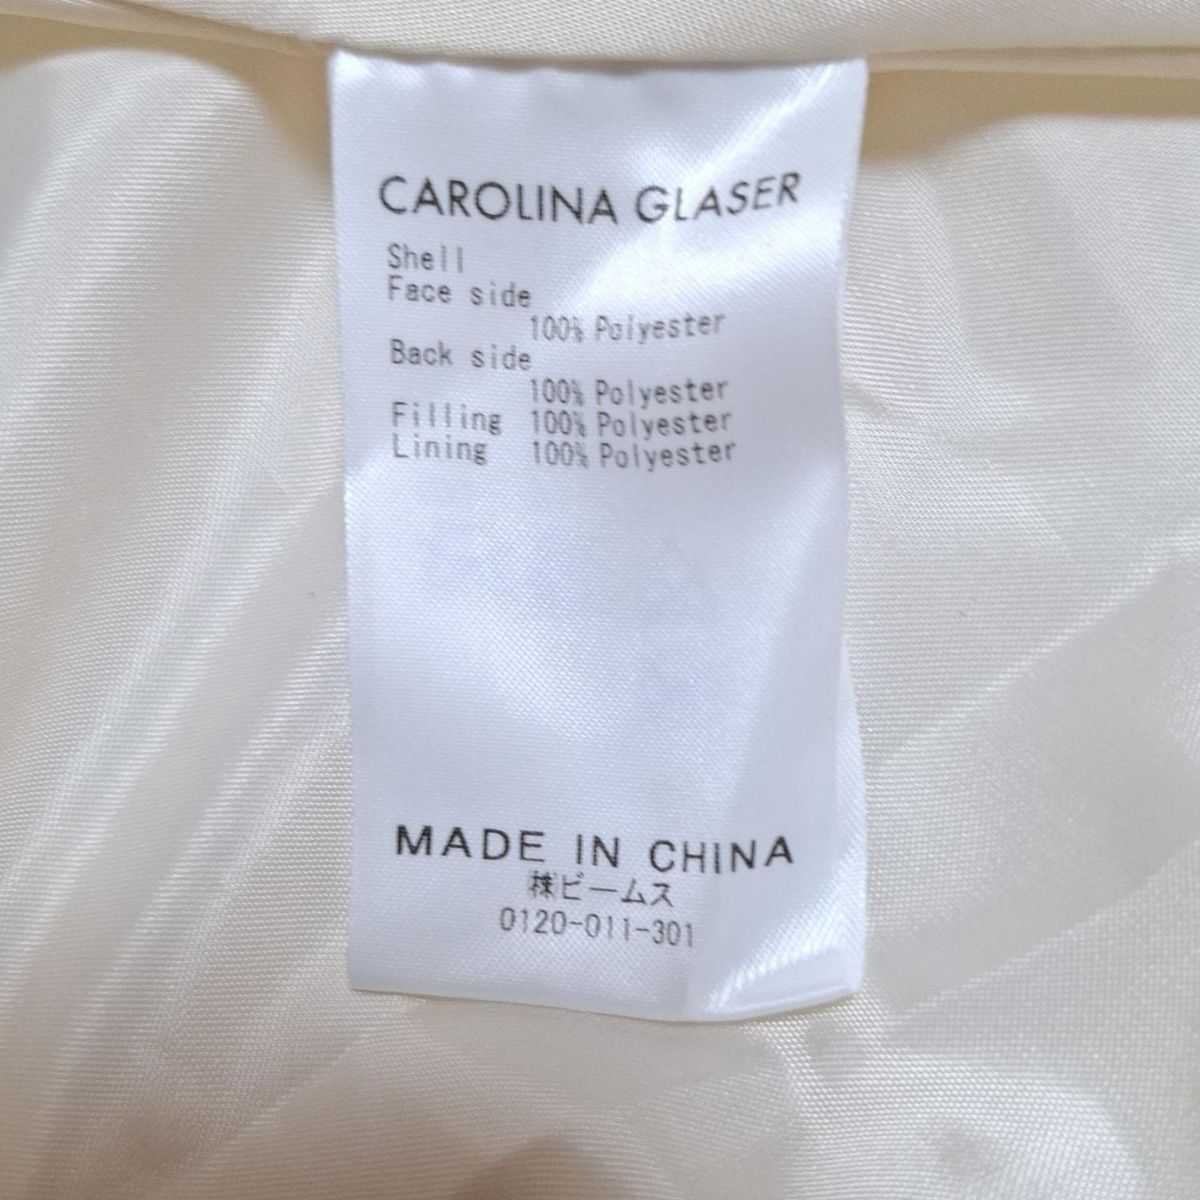 CAROLINA GLASER
Shell
Face side
100% Polyester
Back side
100% Polyester
Filling 100% Polyester
Lining 100% Polyester
MADE IN CHINA
㈱ビームス
0120-011-301